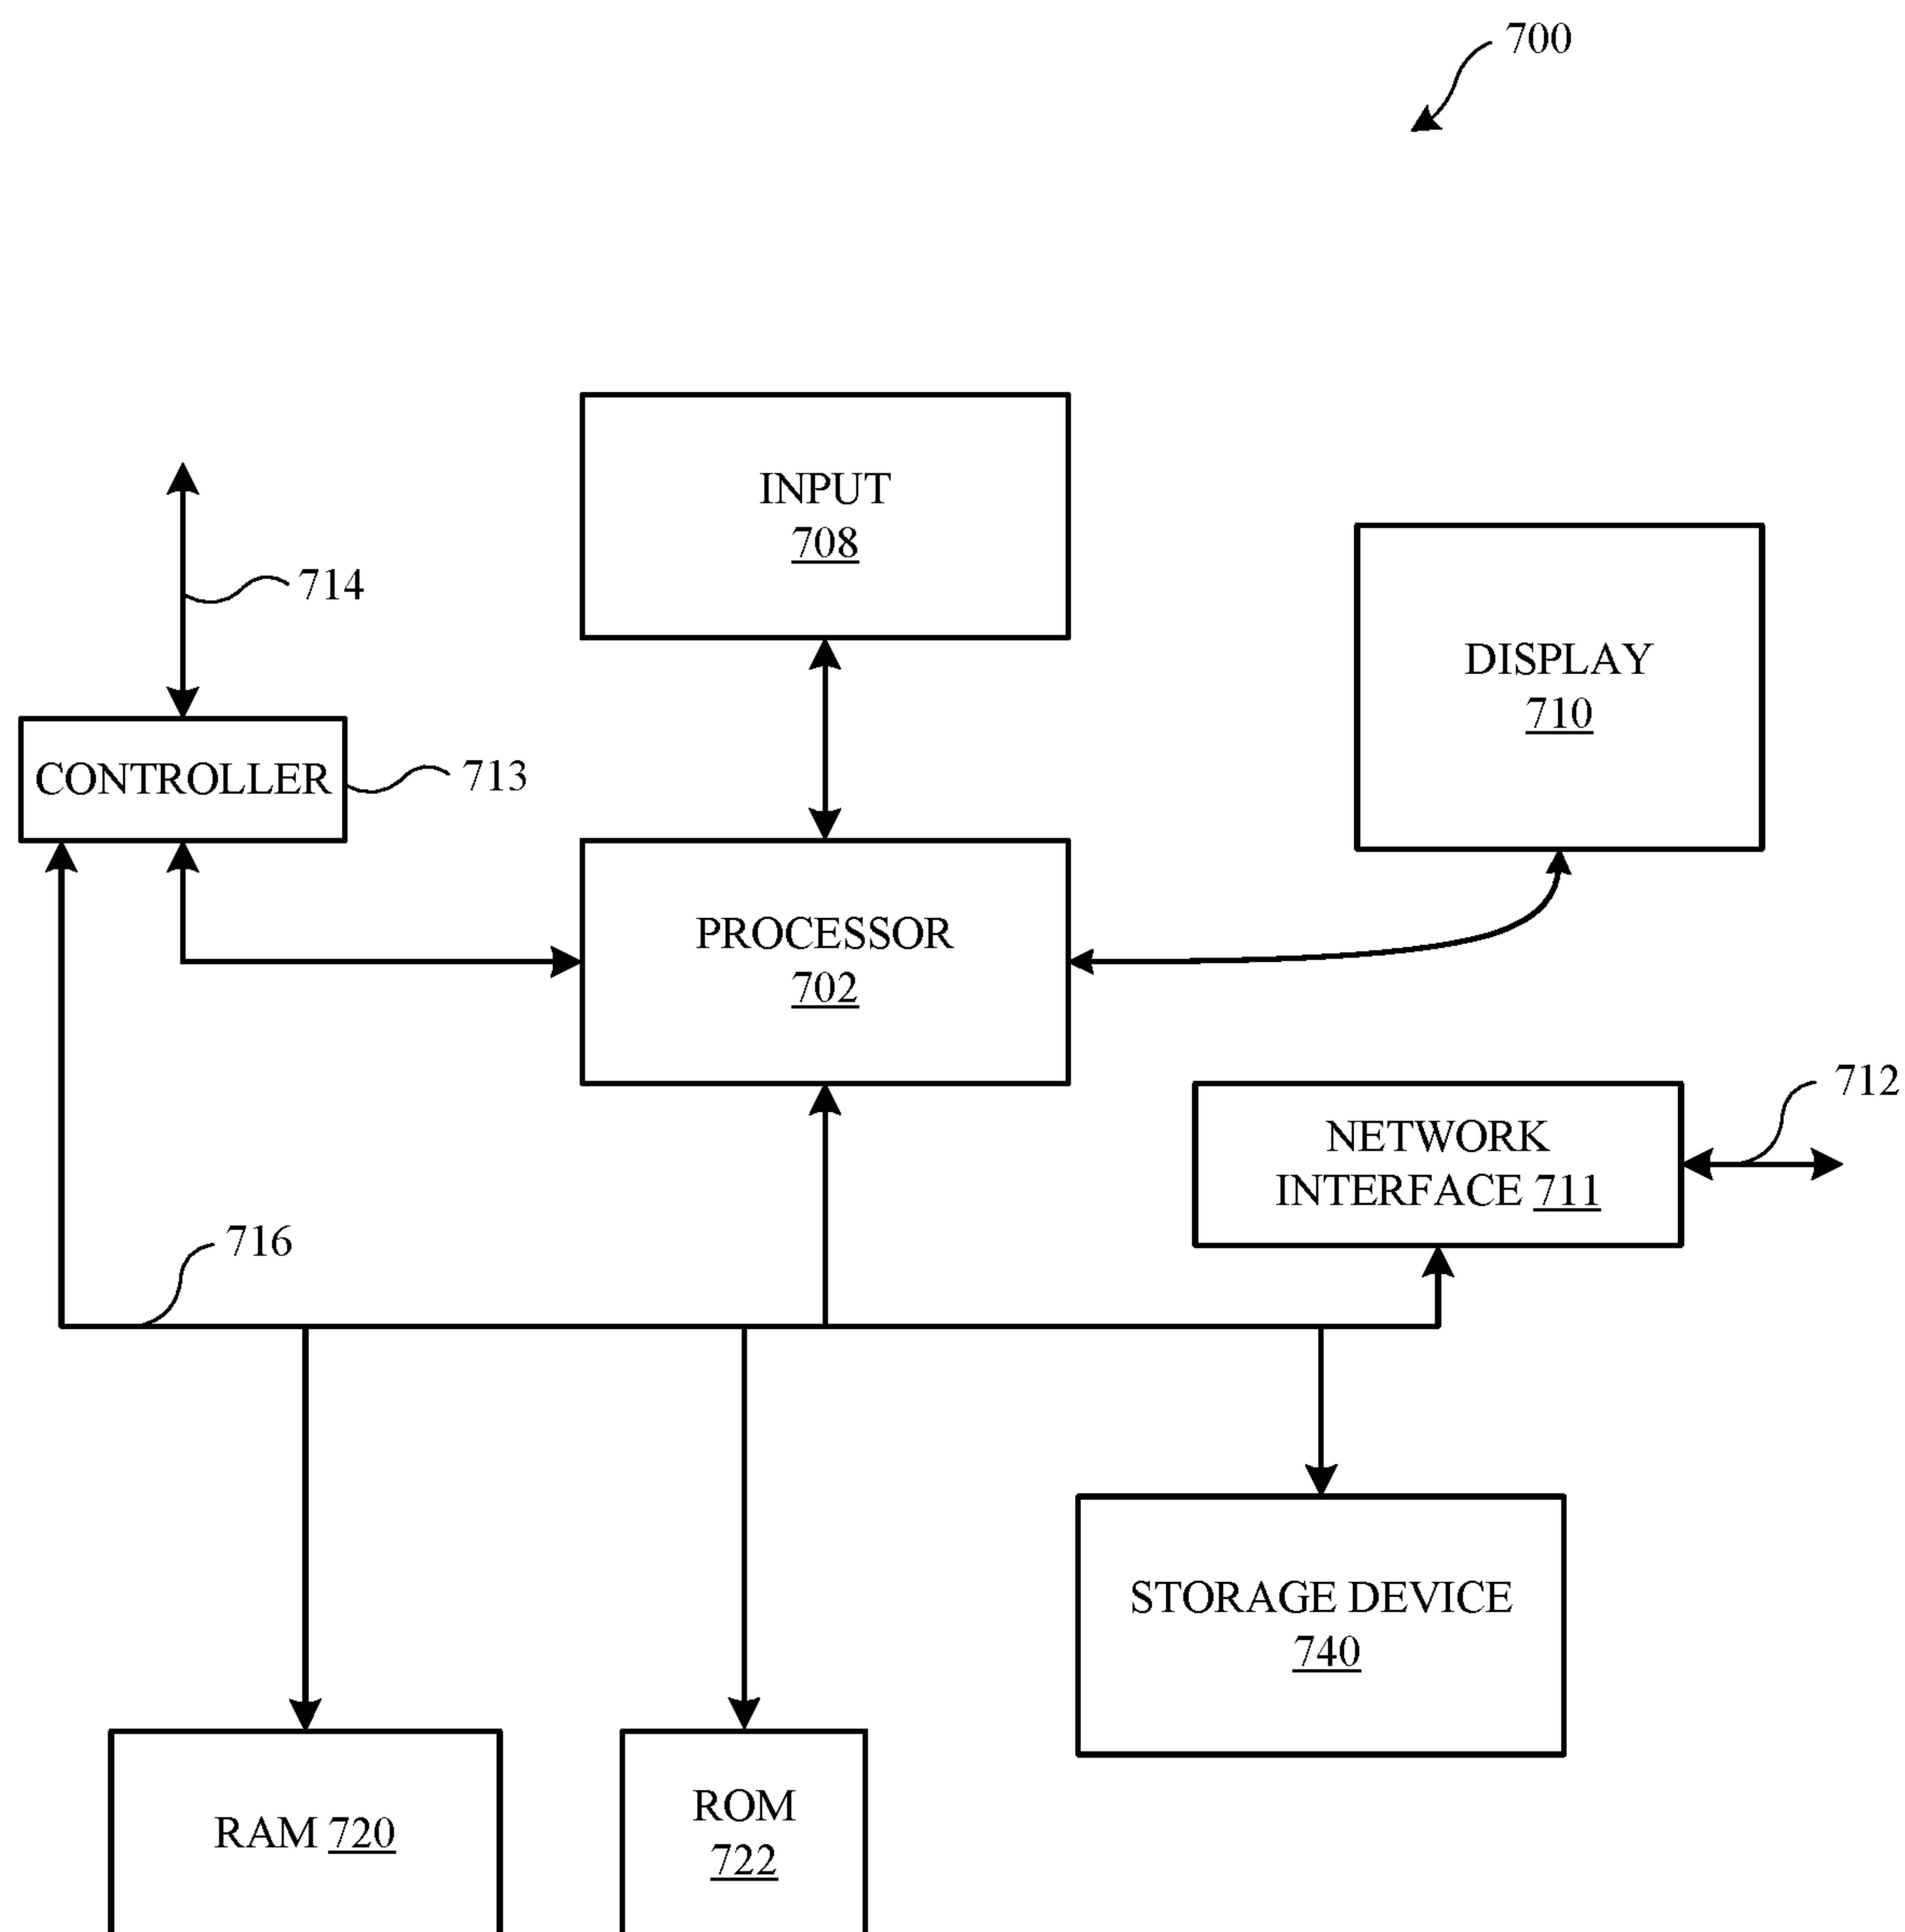 700
INPUT
708
714
DISPLAY
710
CONTROLLER
713
PROCESSOR
702
712
NETWORK
INTERFACE 711
716
STORAGE DEVICE
740
RAM 720
ROM
722